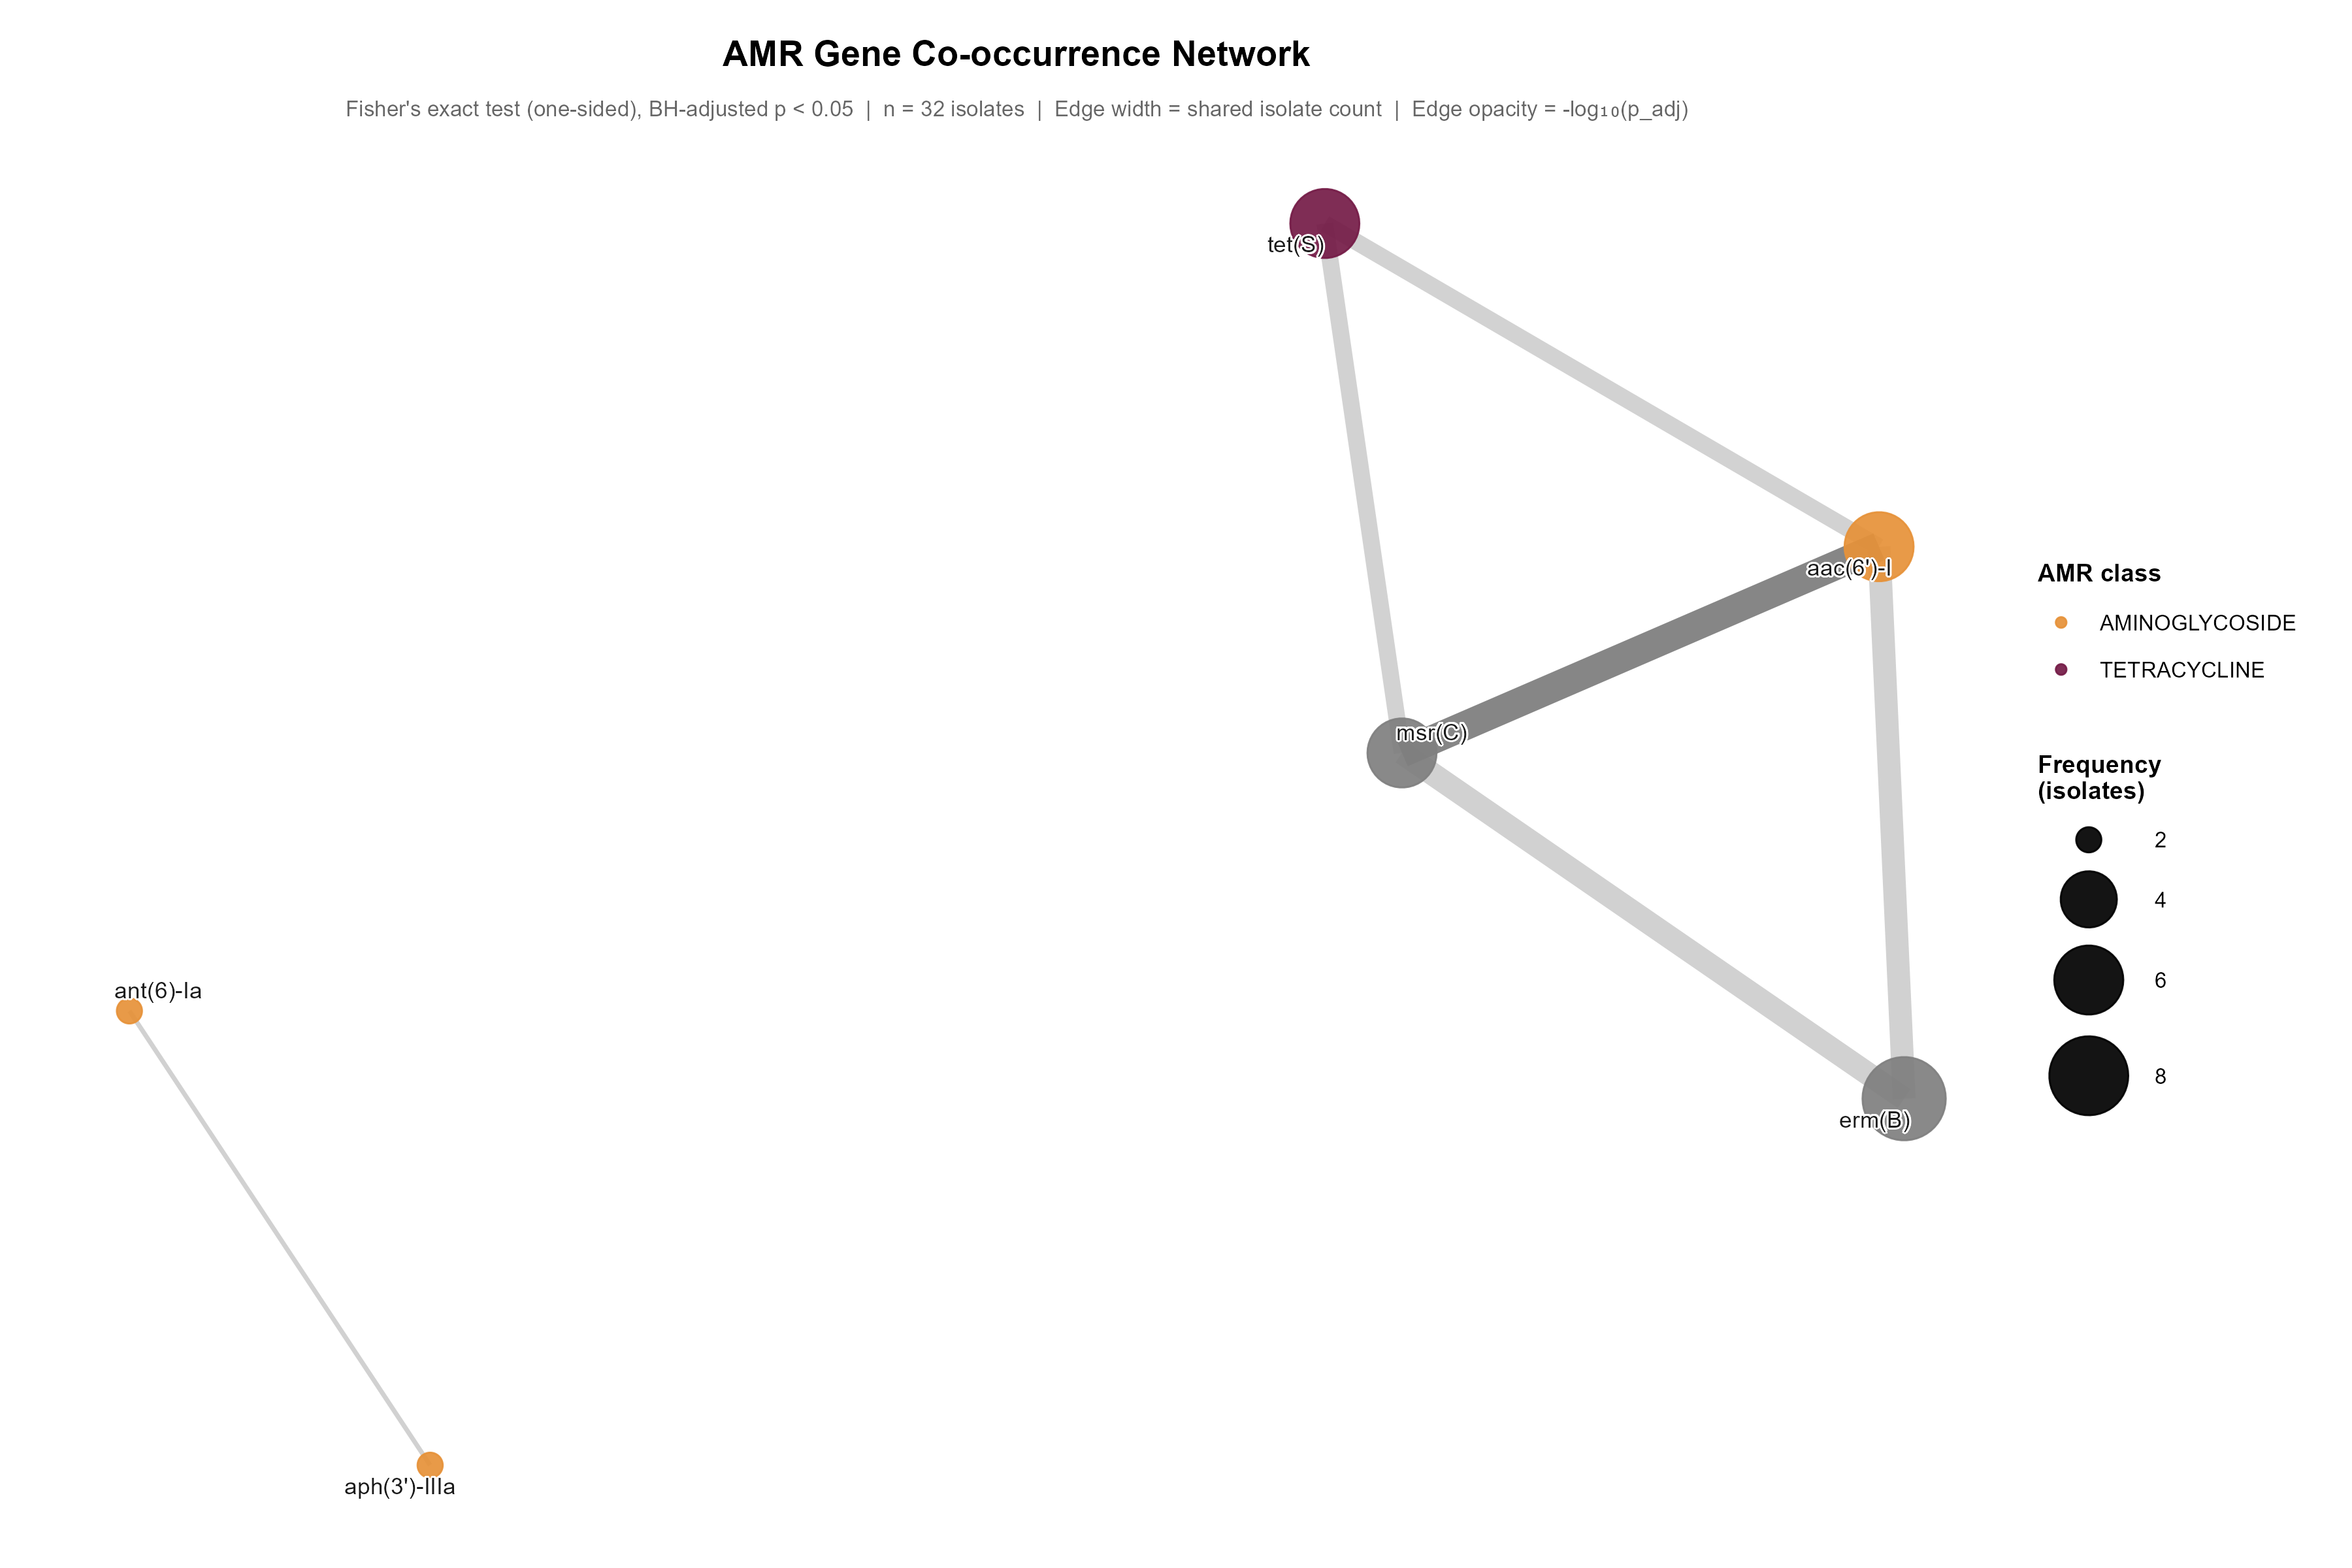 AMR Gene Co-occurrence Network
Fisher's exact test (one-sided), BH-adjusted p < 0.05 | n = 32 isolates | Edge width = shared isolate count | Edge opacity = -log₁₀(p_adj)
tet(S)
aac(6')-I
msr(C)
erm(B)
ant(6)-Ia
aph(3')-IIIa
AMR class
AMINOGLYCOSIDE
TETRACYCLINE
Frequency
(isolates)
2
4
6
8